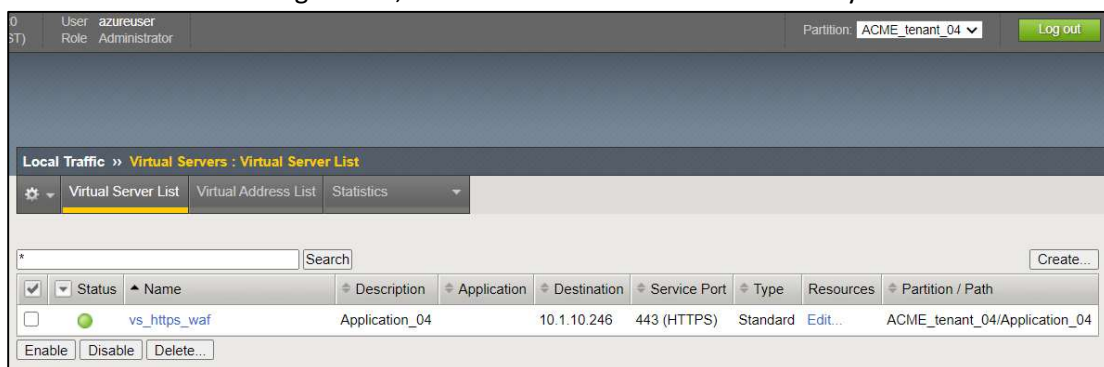 0 User azureuser
ST) Role Administrator
Partition: ACME_tenant_04
Log out
Local Traffic ›› Virtual Servers : Virtual Server List
Virtual Server List Virtual Address List Statistics
* Search Create...
Status Name Description Application Destination Service Port Type Resources Partition / Path
vs_https_waf Application_04 10.1.10.246 443 (HTTPS) Standard Edit... ACME_tenant_04/Application_04
Enable Disable Delete...